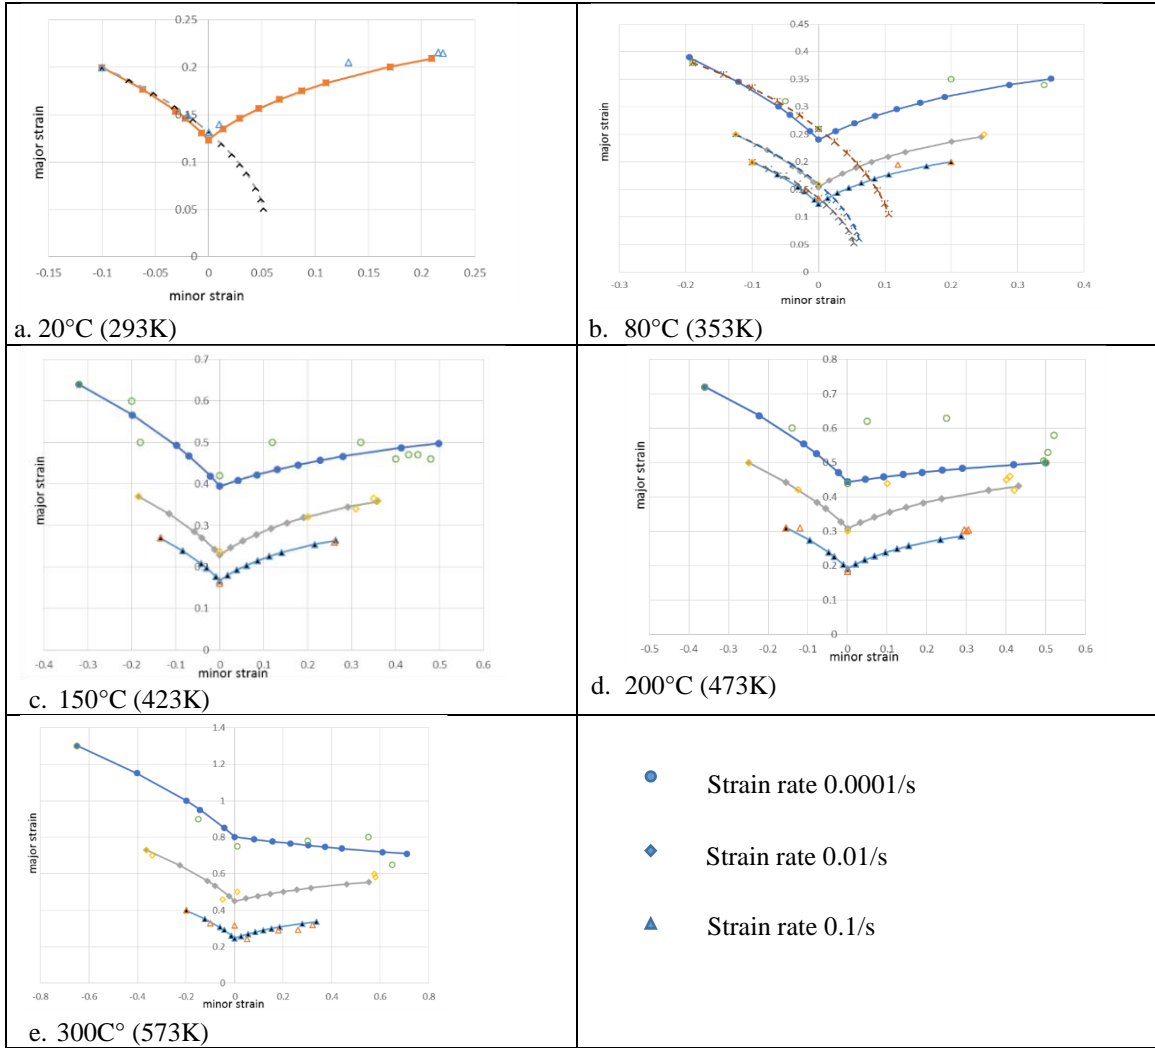 0.25
0.2
0.15
0.1
0.05
0
major strain
-0.15 -0.1 -0.05 0 0.05 0.1 0.15 0.2 0.25
minor strain
a. 20°C (293K)
0.45
0.4
0.35
0.3
0.25
0.2
0.15
0.1
0.05
0
major strain
-0.3 -0.2 -0.1 0 0.1 0.2 0.3 0.4
minor strain
b. 80°C (353K)
0.7
0.6
0.5
0.4
0.3
0.2
0.1
0
major strain
-0.4 -0.3 -0.2 -0.1 0 0.1 0.2 0.3 0.4 0.5 0.6
minor strain
c. 150°C (423K)
0.8
0.7
0.6
0.5
0.4
0.3
0.2
0.1
0
major strain
-0.5 -0.4 -0.3 -0.2 -0.1 0 0.1 0.2 0.3 0.4 0.5 0.6
minor strain
d. 200°C (473K)
1.4
1.2
1
0.8
0.6
0.4
0.2
0
major strain
-0.8 -0.6 -0.4 -0.2 0 0.2 0.4 0.6 0.8
minor strain
e. 300C° (573K)
Strain rate 0.0001/s
Strain rate 0.01/s
Strain rate 0.1/s